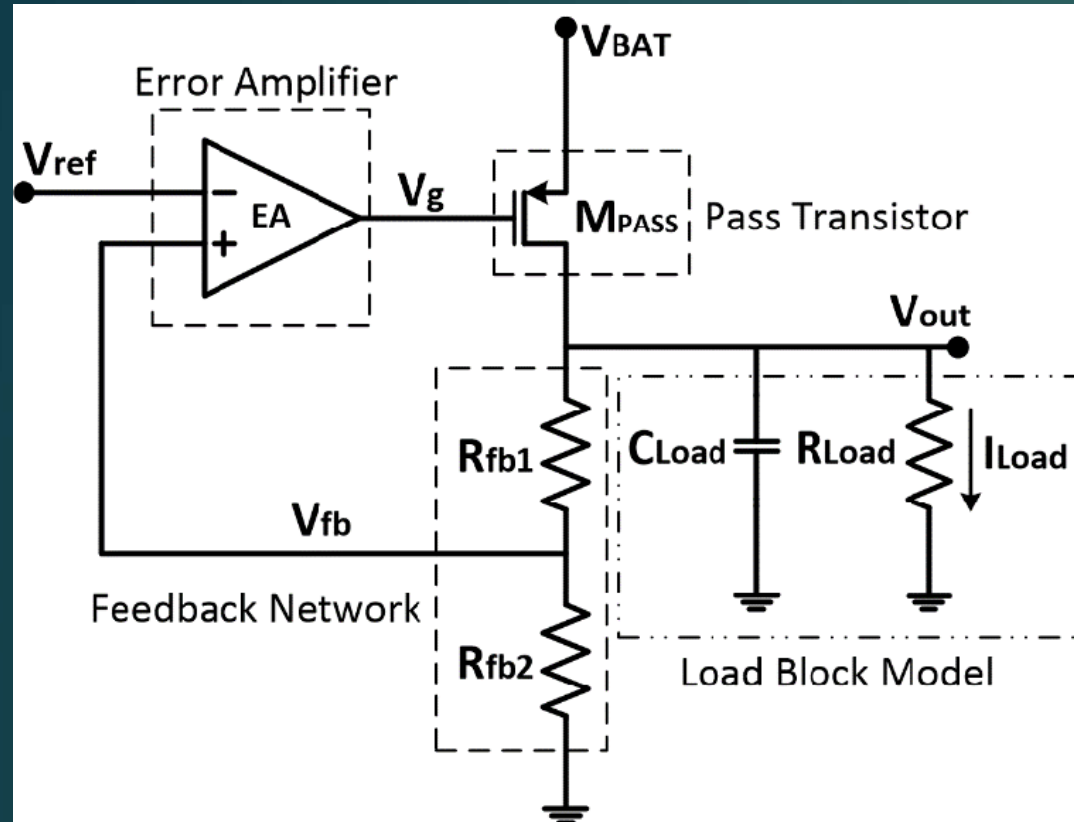 VBAT
Error Amplifier
Vref
Vg
−
EA
+
MPASS
Pass Transistor
Vout
Rfb1
CLoad
RLoad
ILoad
Vfb
Feedback Network
Rfb2
Load Block Model